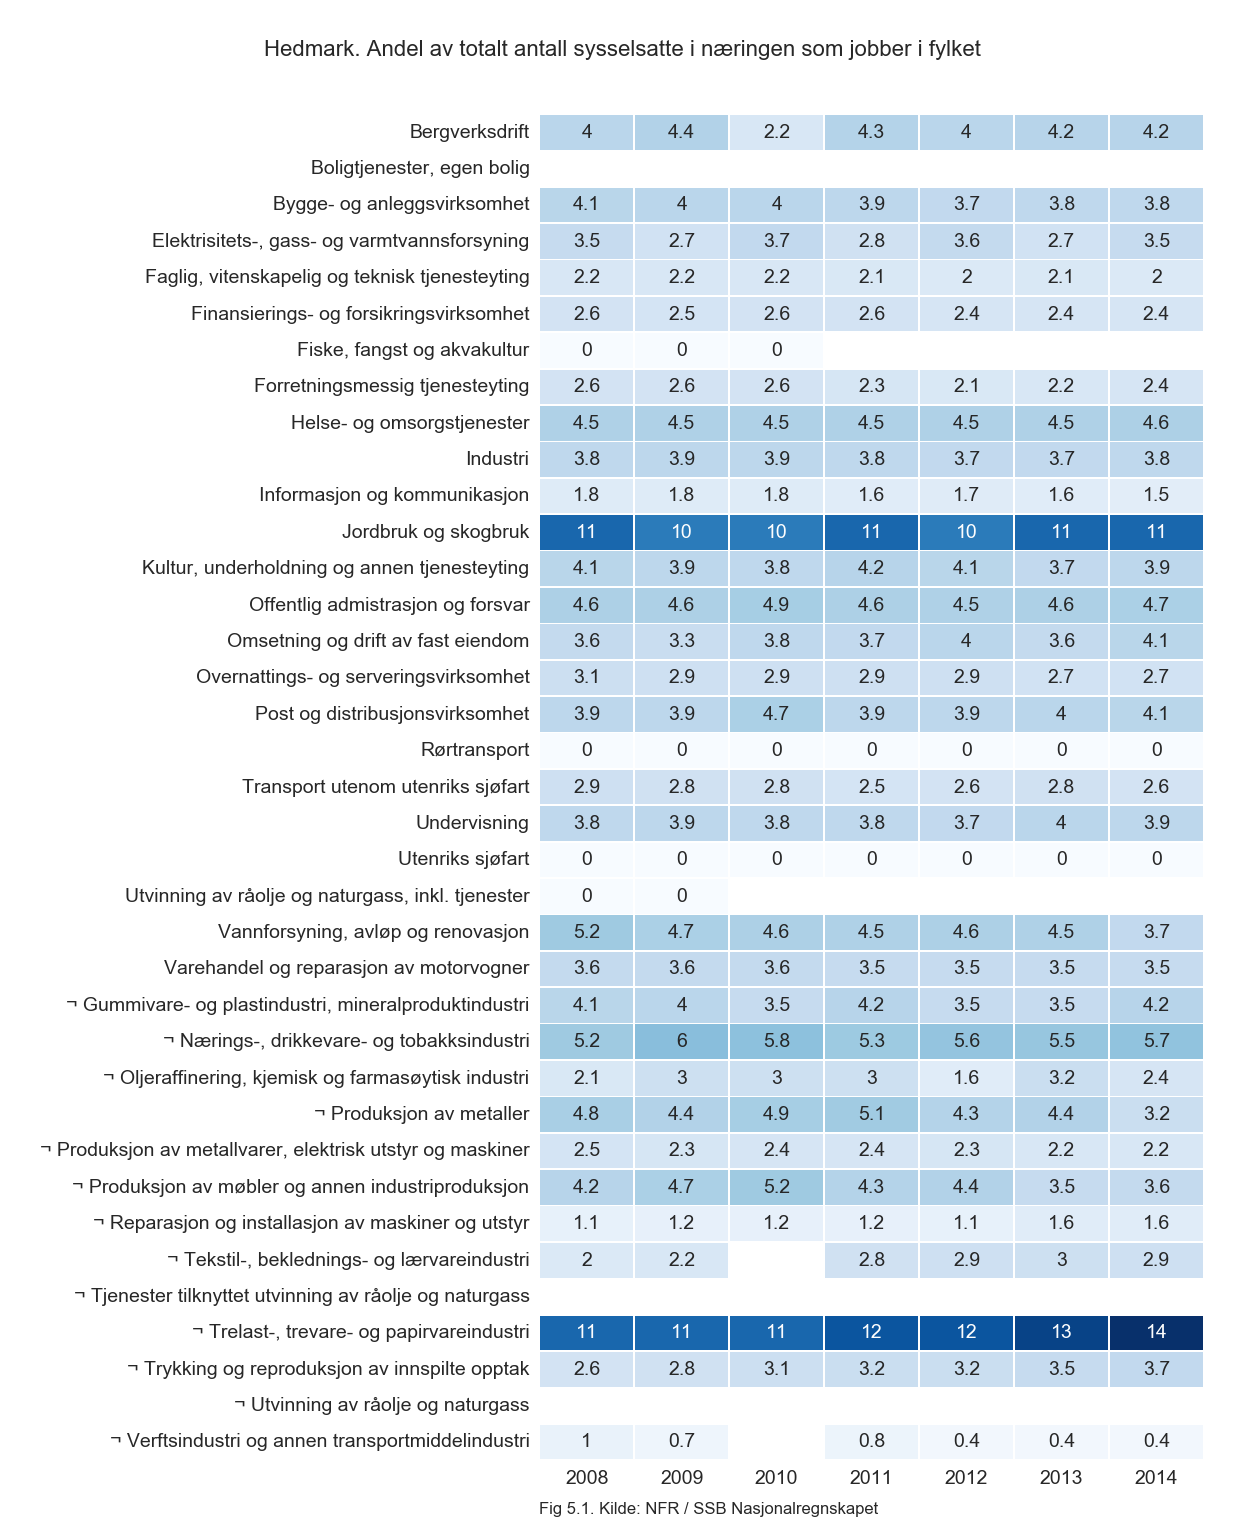 Hedmark. Andel av totalt antall sysselsatte i næringen som jobber i fylket
Bergverksdrift 4 4.4 2.2 4.3 4 4.2 4.2
Boligtjenester, egen bolig
Bygge- og anleggsvirksomhet 4.1 4 4 3.9 3.7 3.8 3.8
Elektrisitets-, gass- og varmtvannsforsyning 3.5 2.7 3.7 2.8 3.6 2.7 3.5
Faglig, vitenskapelig og teknisk tjenesteyting 2.2 2.2 2.2 2.1 2 2.1 2
Finansierings- og forsikringsvirksomhet 2.6 2.5 2.6 2.6 2.4 2.4 2.4
Fiske, fangst og akvakultur 0 0 0
Forretningsmessig tjenesteyting 2.6 2.6 2.6 2.3 2.1 2.2 2.4
Helse- og omsorgstjenester 4.5 4.5 4.5 4.5 4.5 4.5 4.6
Industri 3.8 3.9 3.9 3.8 3.7 3.7 3.8
Informasjon og kommunikasjon 1.8 1.8 1.8 1.6 1.7 1.6 1.5
Jordbruk og skogbruk 11 10 10 11 10 11 11
Kultur, underholdning og annen tjenesteyting 4.1 3.9 3.8 4.2 4.1 3.7 3.9
Offentlig admistrasjon og forsvar 4.6 4.6 4.9 4.6 4.5 4.6 4.7
Omsetning og drift av fast eiendom 3.6 3.3 3.8 3.7 4 3.6 4.1
Overnattings- og serveringsvirksomhet 3.1 2.9 2.9 2.9 2.9 2.7 2.7
Post og distribusjonsvirksomhet 3.9 3.9 4.7 3.9 3.9 4 4.1
Rørtransport 0 0 0 0 0 0 0
Transport utenom utenriks sjøfart 2.9 2.8 2.8 2.5 2.6 2.8 2.6
Undervisning 3.8 3.9 3.8 3.8 3.7 4 3.9
Utenriks sjøfart 0 0 0 0 0 0 0
Utvinning av råolje og naturgass, inkl. tjenester 0 0
Vannforsyning, avløp og renovasjon 5.2 4.7 4.6 4.5 4.6 4.5 3.7
Varehandel og reparasjon av motorvogner 3.6 3.6 3.6 3.5 3.5 3.5 3.5
¬ Gummivare- og plastindustri, mineralproduktindustri 4.1 4 3.5 4.2 3.5 3.5 4.2
¬ Nærings-, drikkevare- og tobakksindustri 5.2 6 5.8 5.3 5.6 5.5 5.7
¬ Oljeraffinering, kjemisk og farmasøytisk industri 2.1 3 3 3 1.6 3.2 2.4
¬ Produksjon av metaller 4.8 4.4 4.9 5.1 4.3 4.4 3.2
¬ Produksjon av metallvarer, elektrisk utstyr og maskiner 2.5 2.3 2.4 2.4 2.3 2.2 2.2
¬ Produksjon av møbler og annen industriproduksjon 4.2 4.7 5.2 4.3 4.4 3.5 3.6
¬ Reparasjon og installasjon av maskiner og utstyr 1.1 1.2 1.2 1.2 1.1 1.6 1.6
¬ Tekstil-, beklednings- og lærvareindustri 2 2.2 2.8 2.9 3 2.9
¬ Tjenester tilknyttet utvinning av råolje og naturgass
¬ Trelast-, trevare- og papirvareindustri 11 11 11 12 12 13 14
¬ Trykking og reproduksjon av innspilte opptak 2.6 2.8 3.1 3.2 3.2 3.5 3.7
¬ Utvinning av råolje og naturgass
¬ Verftsindustri og annen transportmiddelindustri 1 0.7 0.8 0.4 0.4 0.4
2008 2009 2010 2011 2012 2013 2014
Fig 5.1. Kilde: NFR / SSB Nasjonalregnskapet